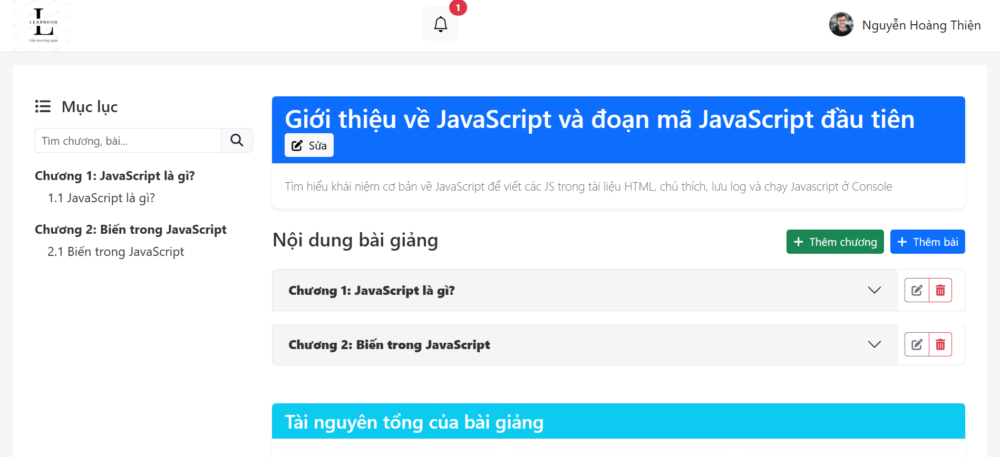 L
LEARNHUB
Trăm năm trồng người
1
Nguyễn Hoàng Thiện
Mục lục
Tìm chương, bài...
Chương 1: JavaScript là gì?
1.1 JavaScript là gì?
Chương 2: Biến trong JavaScript
2.1 Biến trong JavaScript
Giới thiệu về JavaScript và đoạn mã JavaScript đầu tiên
Sửa
Tìm hiểu khái niệm cơ bản về JavaScript để viết các JS trong tài liệu HTML, chú thích, lưu log và chạy Javascript ở Console
Nội dung bài giảng
Thêm chương
Thêm bài
Chương 1: JavaScript là gì?
Chương 2: Biến trong JavaScript
Tài nguyên tổng của bài giảng